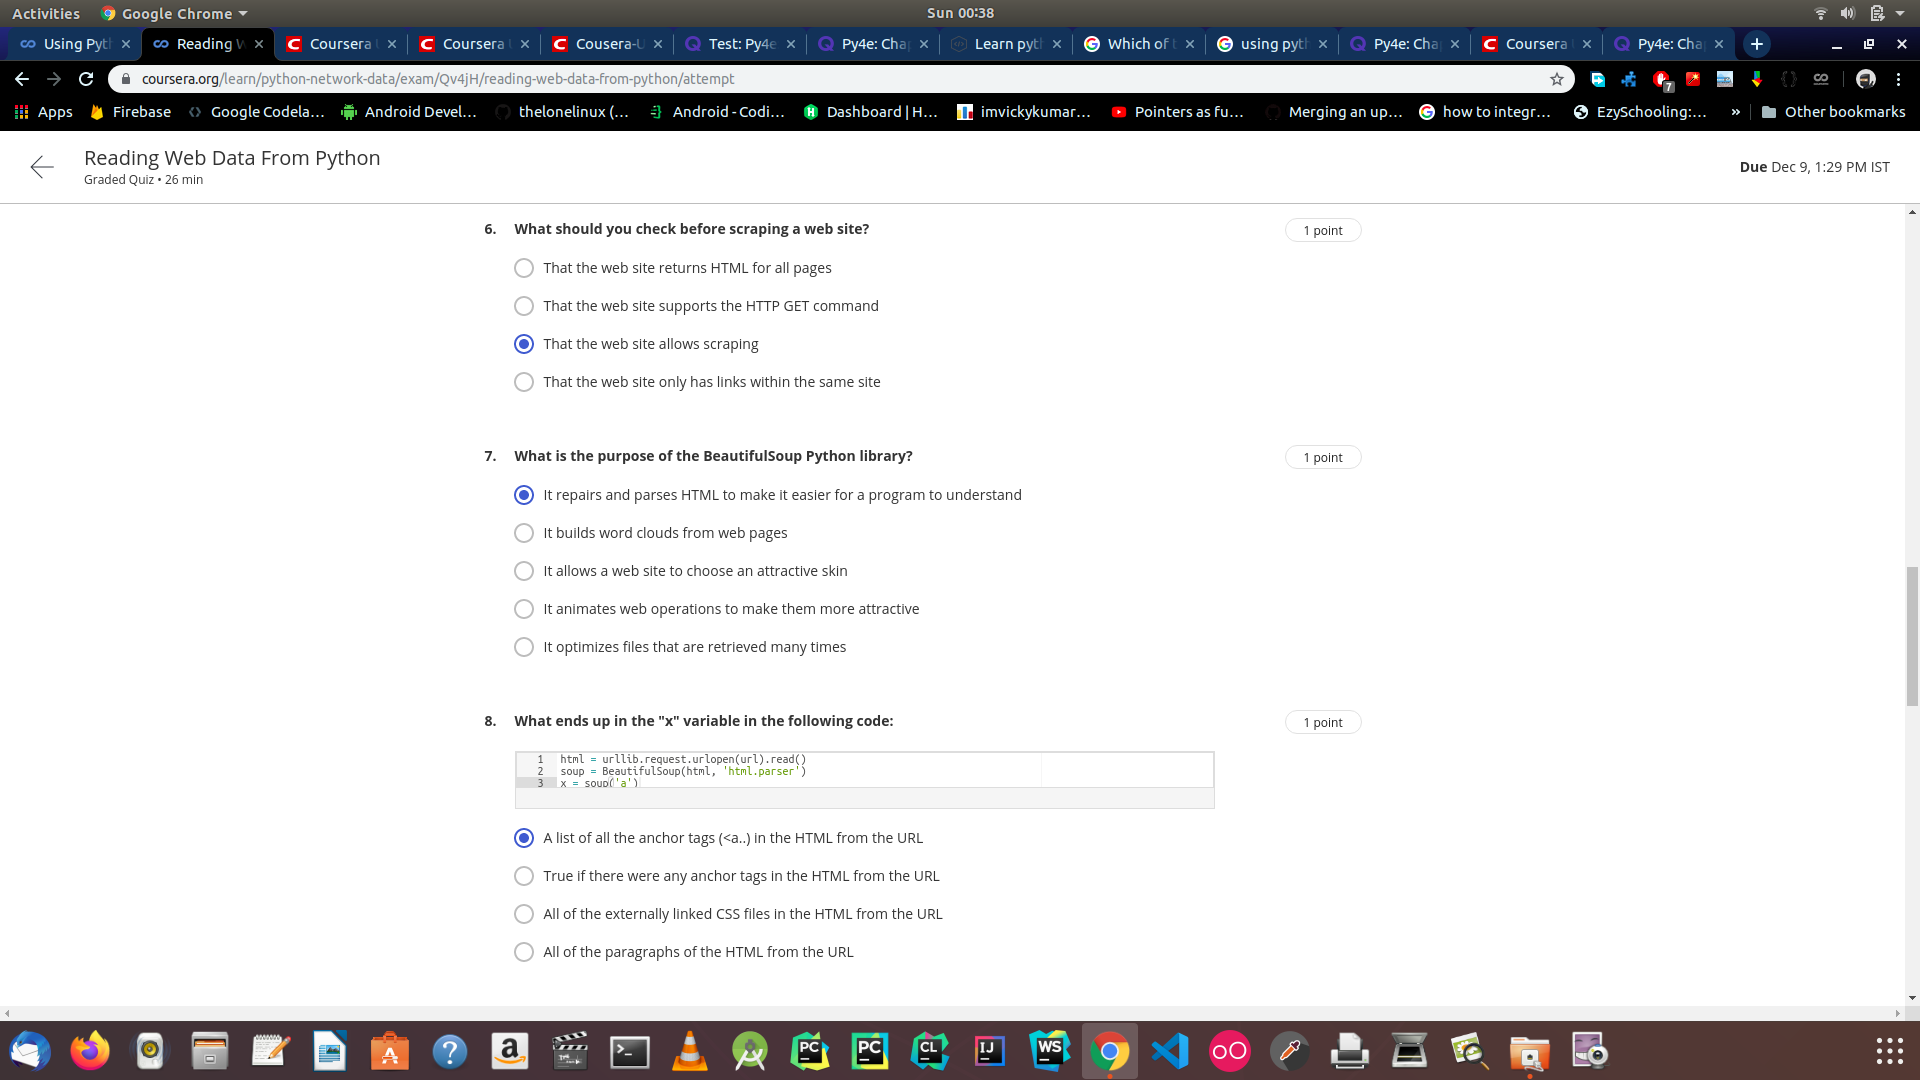 Activities
Google Chrome
Sun 00:38
Using Pyt
Reading W
Coursera
Coursera
Cousera-U
Test: Py4e
Py4e: Cha
Learn pyt
Which of
using pyt
Py4e: Cha
Coursera
Py4e: Cha
coursera.org/learn/python-network-data/exam/Qv4jH/reading-web-data-from-python/attempt
7
Apps
Firebase
Google Codela...
Android Devel...
thelonelinux (...
Android - Codi...
Dashboard | H...
imvickykumar...
Pointers as fu...
Merging an up...
how to integr...
EzySchooling:...
»
Other bookmarks
Reading Web Data From Python
Graded Quiz • 26 min
Due Dec 9, 1:29 PM IST
6. What should you check before scraping a web site?
1 point
That the web site returns HTML for all pages
That the web site supports the HTTP GET command
That the web site allows scraping
That the web site only has links within the same site
7. What is the purpose of the BeautifulSoup Python library?
1 point
It repairs and parses HTML to make it easier for a program to understand
It builds word clouds from web pages
It allows a web site to choose an attractive skin
It animates web operations to make them more attractive
It optimizes files that are retrieved many times
8. What ends up in the "x" variable in the following code:
1 point
1 html = urllib.request.urlopen(url).read()
2 soup = BeautifulSoup(html, 'html.parser')
3 x = soup('a')
A list of all the anchor tags (<a..) in the HTML from the URL
True if there were any anchor tags in the HTML from the URL
All of the externally linked CSS files in the HTML from the URL
All of the paragraphs of the HTML from the URL